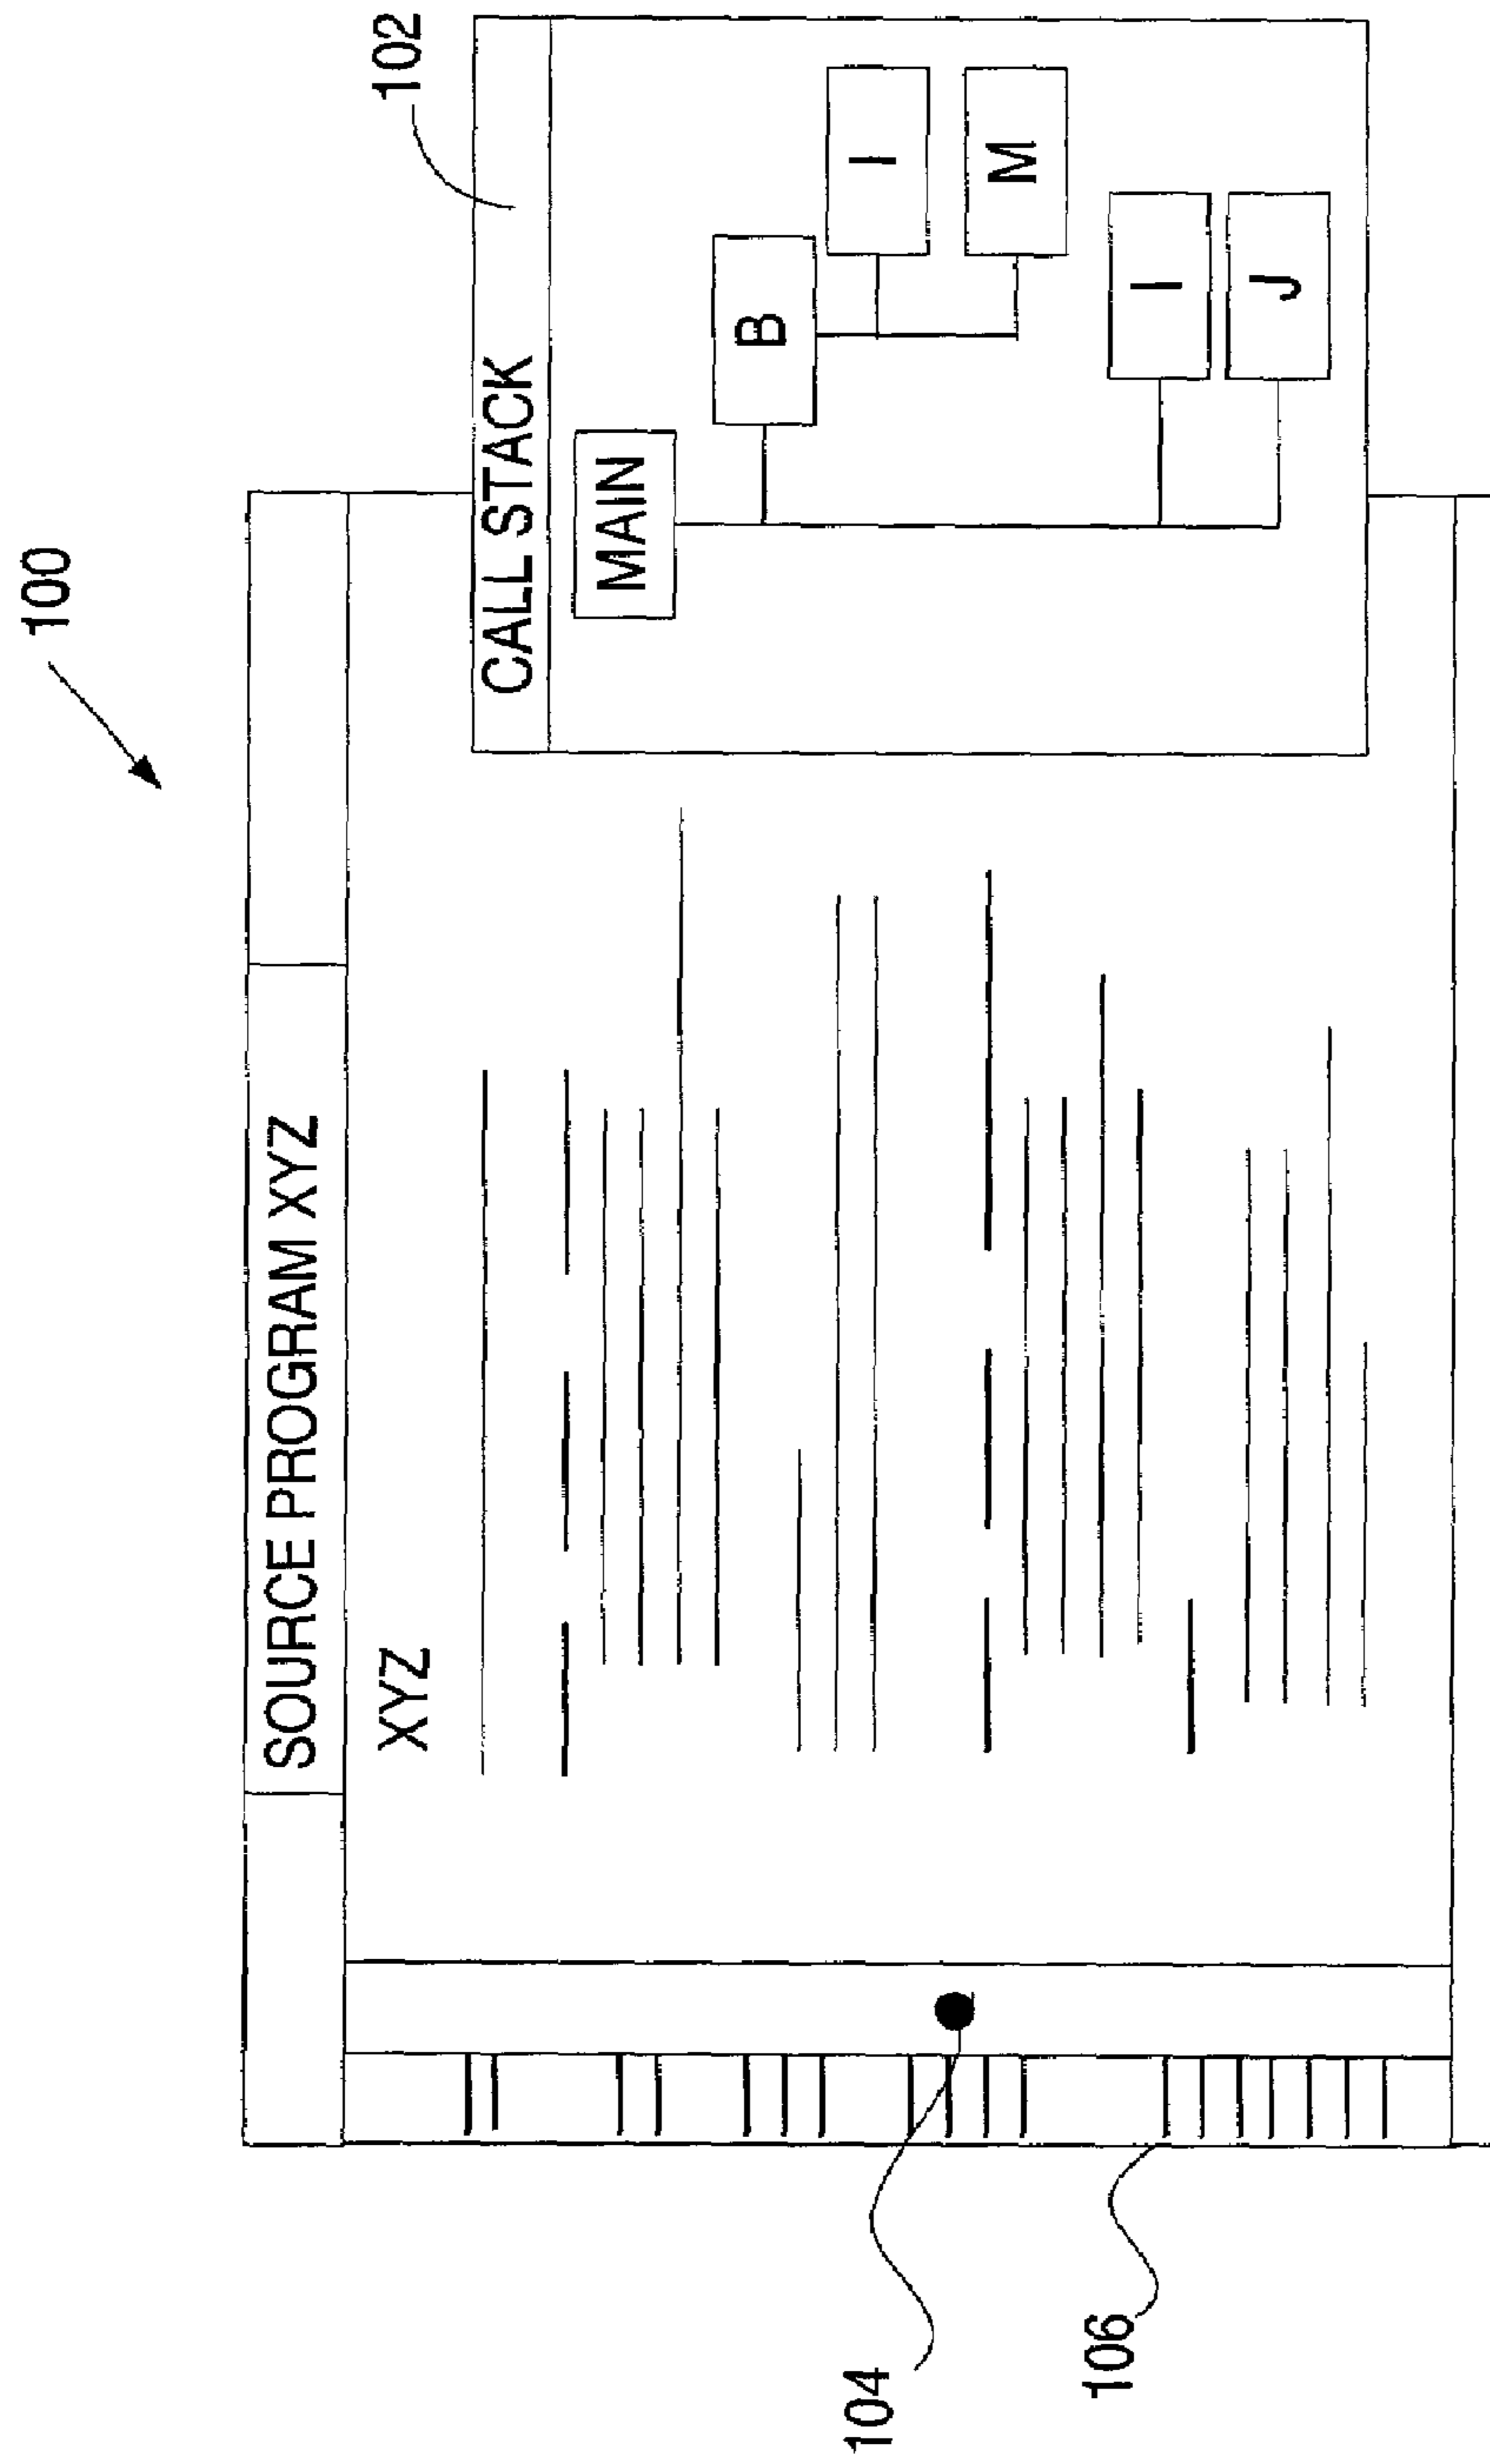 100
SOURCE PROGRAM XYZ
102
CALL STACK
XYZ
MAIN
B
I
M
I
J
104
106